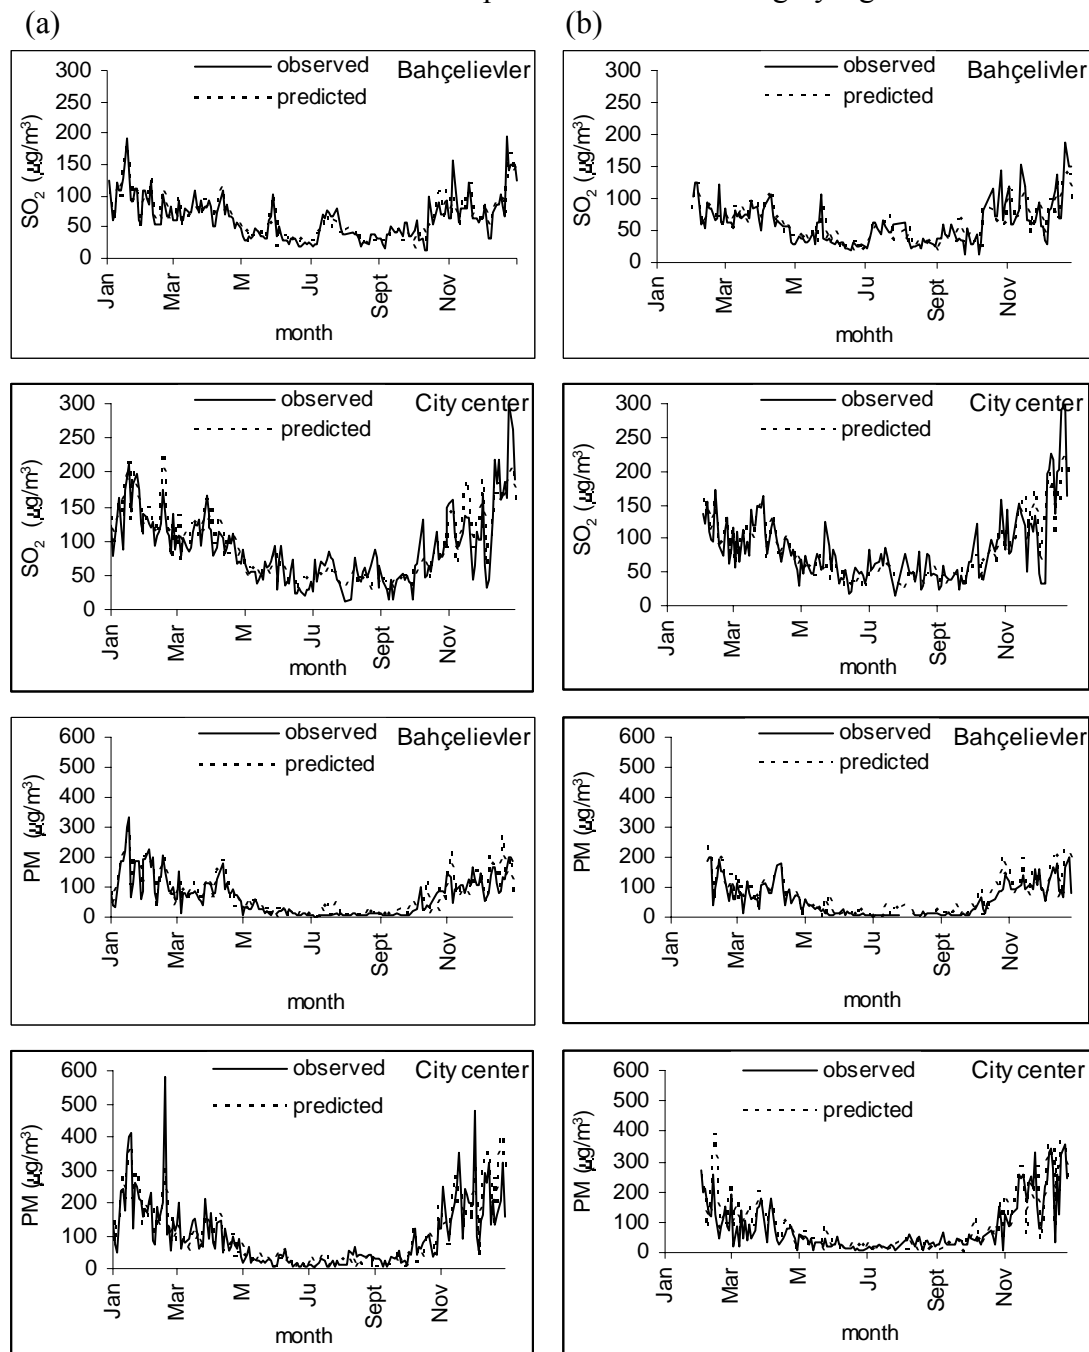 (a)
(b)
observed
Bahçelievler
predicted
SO2 (µg/m3)
300
250
200
150
100
50
0
Jan
Mar
M
Ju
Sept
Nov
month
observed
Bahçelivler
predicted
SO2 (µg/m3)
300
250
200
150
100
50
0
Jan
Mar
M
Ju
Sept
Nov
mohth
observed
City center
predicted
SO2 (µg/m3)
300
250
200
150
100
50
0
Jan
Mar
M
Ju
Sept
Nov
month
observed
City center
predicted
SO2 (µg/m3)
300
250
200
150
100
50
0
Jan
Mar
M
Ju
Sept
Nov
month
observed
Bahçelievler
predicted
PM (µg/m3)
600
500
400
300
200
100
0
Jan
Mar
M
Ju
Sept
Nov
month
observed
Bahçelievler
predicted
PM (µg/m3)
600
500
400
300
200
100
0
Jan
Mar
M
Ju
Sept
Nov
month
observed
City center
predicted
PM (µg/m3)
600
500
400
300
200
100
0
Jan
Mar
M
Ju
Sept
Nov
month
observed
City center
predicted
PM (µg/m3)
600
500
400
300
200
100
0
Jan
Mar
M
Ju
Sept
Nov
month